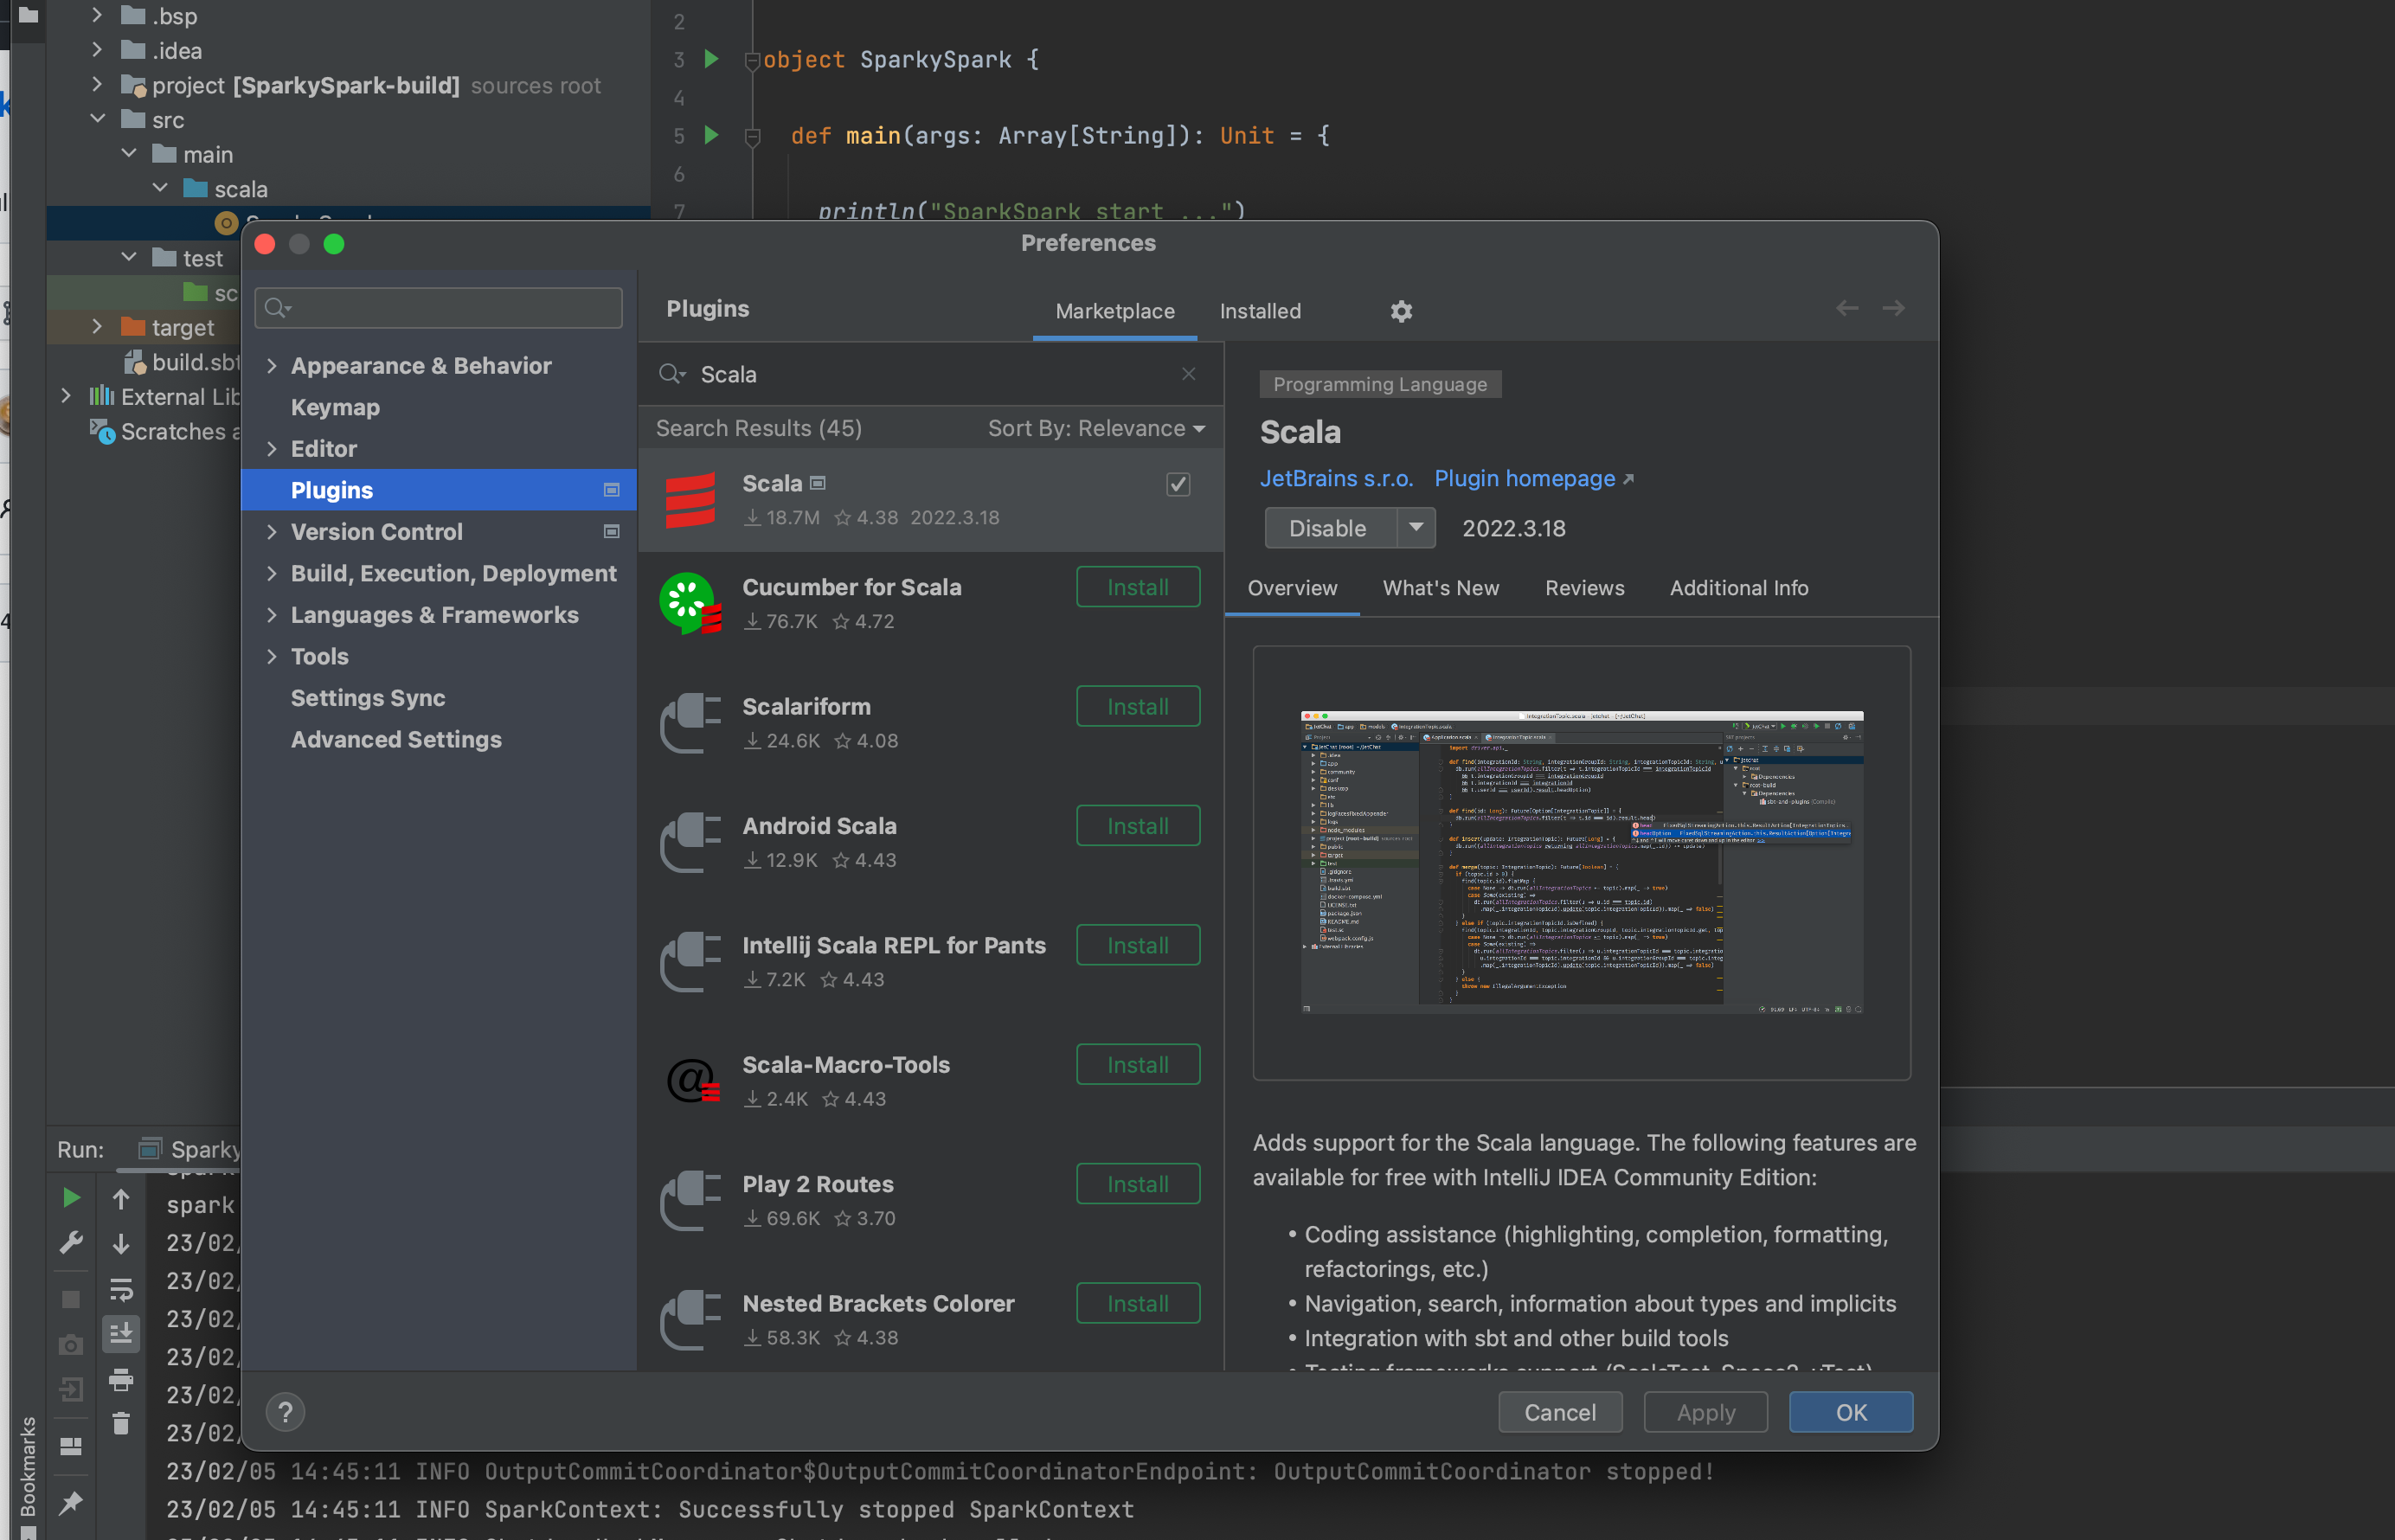 .bsp
.idea
project [SparkySpark-build] sources root
src
main
scala
test
sc
target
build.sbt
External Lib
Scratches a
2
3 object SparkySpark {
4
5 def main(args: Array[String]): Unit = {
6
7 println("SparkSpark start ...")
Preferences
Appearance & Behavior
Keymap
Editor
Plugins
Version Control
Build, Execution, Deployment
Languages & Frameworks
Tools
Settings Sync
Advanced Settings
Plugins Marketplace Installed
Scala
Search Results (45) Sort By: Relevance
Scala
18.7M 4.38 2022.3.18
Cucumber for Scala Install
76.7K 4.72
Scalariform Install
24.6K 4.08
Android Scala Install
12.9K 4.43
Intellij Scala REPL for Pants Install
7.2K 4.43
Scala-Macro-Tools Install
2.4K 4.43
Play 2 Routes Install
69.6K 3.70
Nested Brackets Colorer Install
58.3K 4.38
Programming Language
Scala
JetBrains s.r.o. Plugin homepage
Disable 2022.3.18
Overview What's New Reviews Additional Info
Adds support for the Scala language. The following features are
available for free with IntelliJ IDEA Community Edition:
• Coding assistance (highlighting, completion, formatting,
refactorings, etc.)
• Navigation, search, information about types and implicits
• Integration with sbt and other build tools
• Testing frameworks support (ScalaTest, Specs2, uTest)
? Cancel Apply OK
Run: Sparky
spark
23/02/
23/02/
23/02/
23/02/
23/02/
23/02/
23/02/05 14:45:11 INFO OutputCommitCoordinator$OutputCommitCoordinatorEndpoint: OutputCommitCoordinator stopped!
23/02/05 14:45:11 INFO SparkContext: Successfully stopped SparkContext
Bookmarks